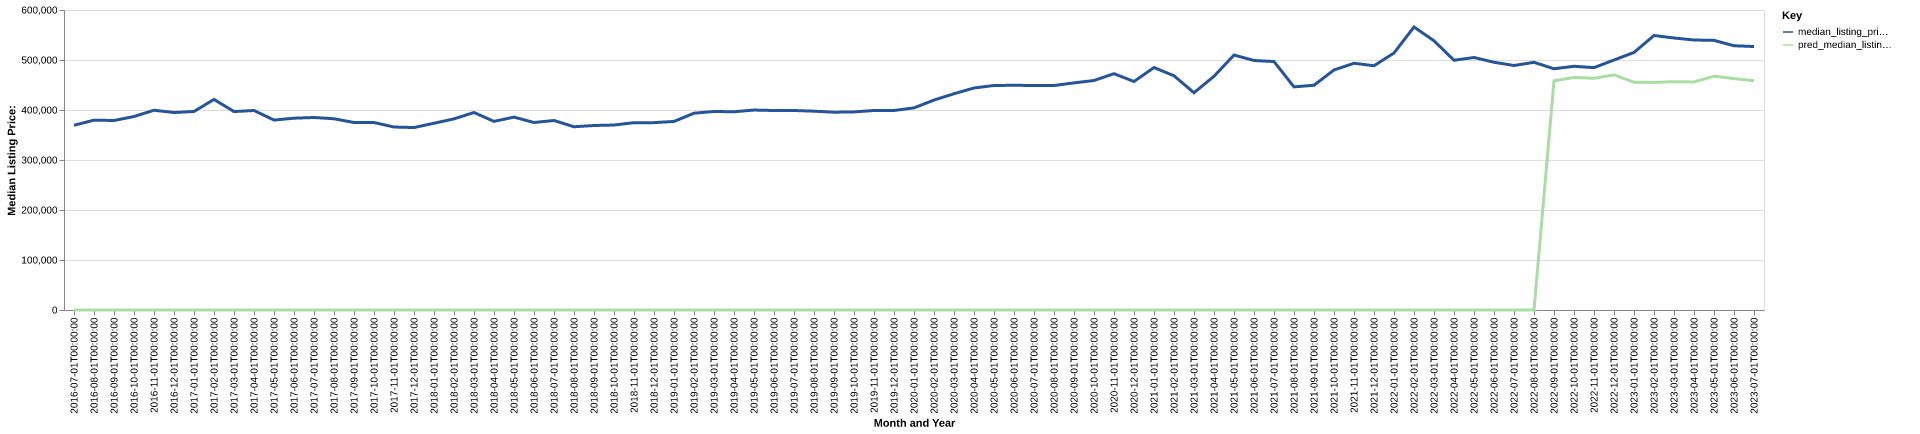 600,000
500,000
400,000
300,000
200,000
100,000
0
Median Listing Price:
2016-07-01T00:00:00
2016-08-01T00:00:00
2016-09-01T00:00:00
2016-10-01T00:00:00
2016-11-01T00:00:00
2016-12-01T00:00:00
2017-01-01T00:00:00
2017-02-01T00:00:00
2017-03-01T00:00:00
2017-04-01T00:00:00
2017-05-01T00:00:00
2017-06-01T00:00:00
2017-07-01T00:00:00
2017-08-01T00:00:00
2017-09-01T00:00:00
2017-10-01T00:00:00
2017-11-01T00:00:00
2017-12-01T00:00:00
2018-01-01T00:00:00
2018-02-01T00:00:00
2018-03-01T00:00:00
2018-04-01T00:00:00
2018-05-01T00:00:00
2018-06-01T00:00:00
2018-07-01T00:00:00
2018-08-01T00:00:00
2018-09-01T00:00:00
2018-10-01T00:00:00
2018-11-01T00:00:00
2018-12-01T00:00:00
2019-01-01T00:00:00
2019-02-01T00:00:00
2019-03-01T00:00:00
2019-04-01T00:00:00
2019-05-01T00:00:00
2019-06-01T00:00:00
2019-07-01T00:00:00
2019-08-01T00:00:00
2019-09-01T00:00:00
2019-10-01T00:00:00
2019-11-01T00:00:00
2019-12-01T00:00:00
2020-01-01T00:00:00
2020-02-01T00:00:00
2020-03-01T00:00:00
2020-04-01T00:00:00
2020-05-01T00:00:00
2020-06-01T00:00:00
2020-07-01T00:00:00
2020-08-01T00:00:00
2020-09-01T00:00:00
2020-10-01T00:00:00
2020-11-01T00:00:00
2020-12-01T00:00:00
2021-01-01T00:00:00
2021-02-01T00:00:00
2021-03-01T00:00:00
2021-04-01T00:00:00
2021-05-01T00:00:00
2021-06-01T00:00:00
2021-07-01T00:00:00
2021-08-01T00:00:00
2021-09-01T00:00:00
2021-10-01T00:00:00
2021-11-01T00:00:00
2021-12-01T00:00:00
2022-01-01T00:00:00
2022-02-01T00:00:00
2022-03-01T00:00:00
2022-04-01T00:00:00
2022-05-01T00:00:00
2022-06-01T00:00:00
2022-07-01T00:00:00
2022-08-01T00:00:00
2022-09-01T00:00:00
2022-10-01T00:00:00
2022-11-01T00:00:00
2022-12-01T00:00:00
2023-01-01T00:00:00
2023-02-01T00:00:00
2023-03-01T00:00:00
2023-04-01T00:00:00
2023-05-01T00:00:00
2023-06-01T00:00:00
2023-07-01T00:00:00
Month and Year
Key
median_listing_pri…
pred_median_listin…